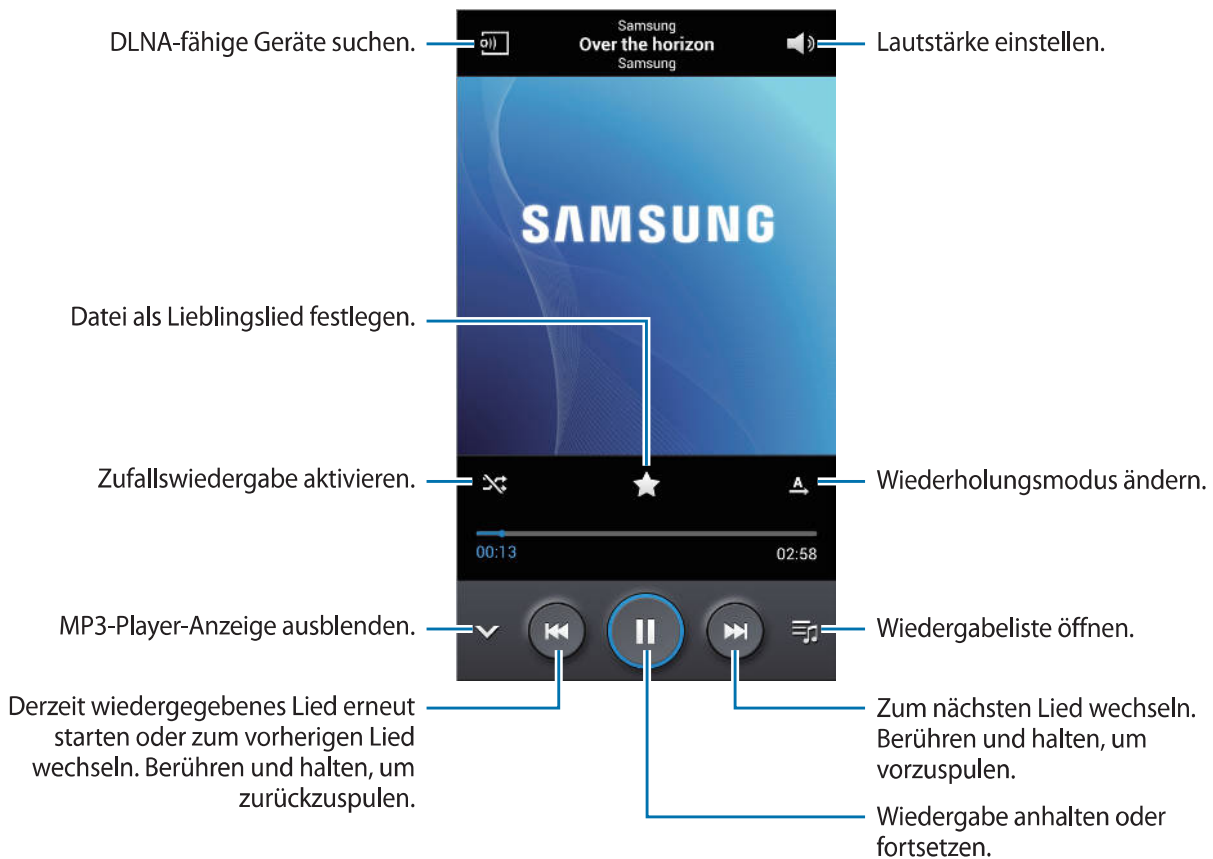 DLNA-fähige Geräte suchen.
Samsung
Over the horizon
Samsung
Lautstärke einstellen.
SAMSUNG
Datei als Lieblingslied festlegen.
Zufallswiedergabe aktivieren.
A
Wiederholungsmodus ändern.
00:13
02:58
MP3-Player-Anzeige ausblenden.
Wiedergabeliste öffnen.
Derzeit wiedergegebenes Lied erneut
starten oder zum vorherigen Lied
wechseln. Berühren und halten, um
zurückzuspulen.
Zum nächsten Lied wechseln.
Berühren und halten, um
vorzuspulen.
Wiedergabe anhalten oder
fortsetzen.